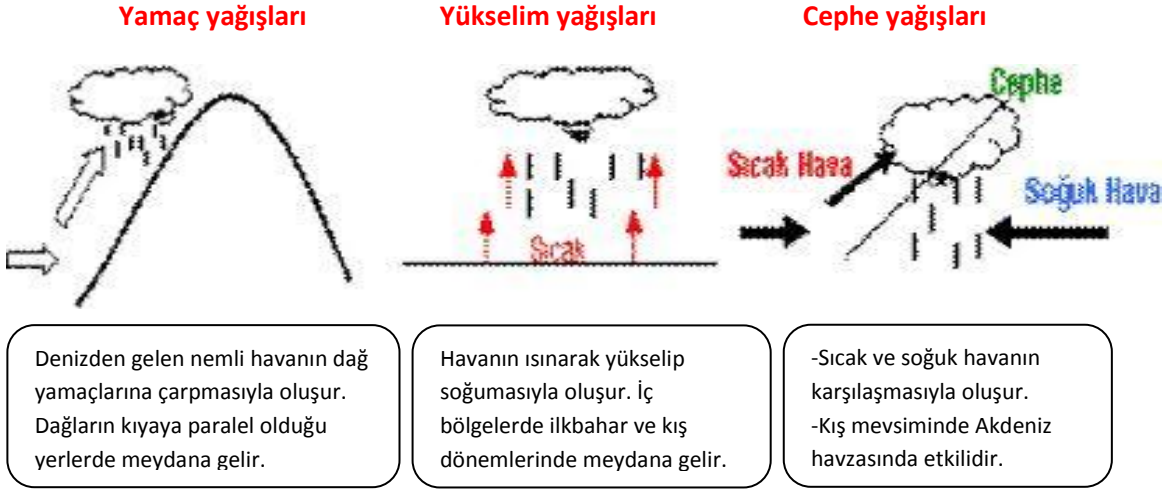 Yamaç yağışları
Yükselim yağışları
Cephe yağışları
Cephe
Sıcak Hava
Soğuk Hava
Sıcak
Denizden gelen nemli havanın dağ
yamaçlarına çarpmasıyla oluşur.
Dağların kıyaya paralel olduğu
yerlerde meydana gelir.
Havanın ısınarak yükselip
soğumasıyla oluşur. İç
bölgelerde ilkbahar ve kış
dönemlerinde meydana gelir.
-Sıcak ve soğuk havanın
karşılaşmasıyla oluşur.
-Kış mevsiminde Akdeniz
havzasında etkilidir.